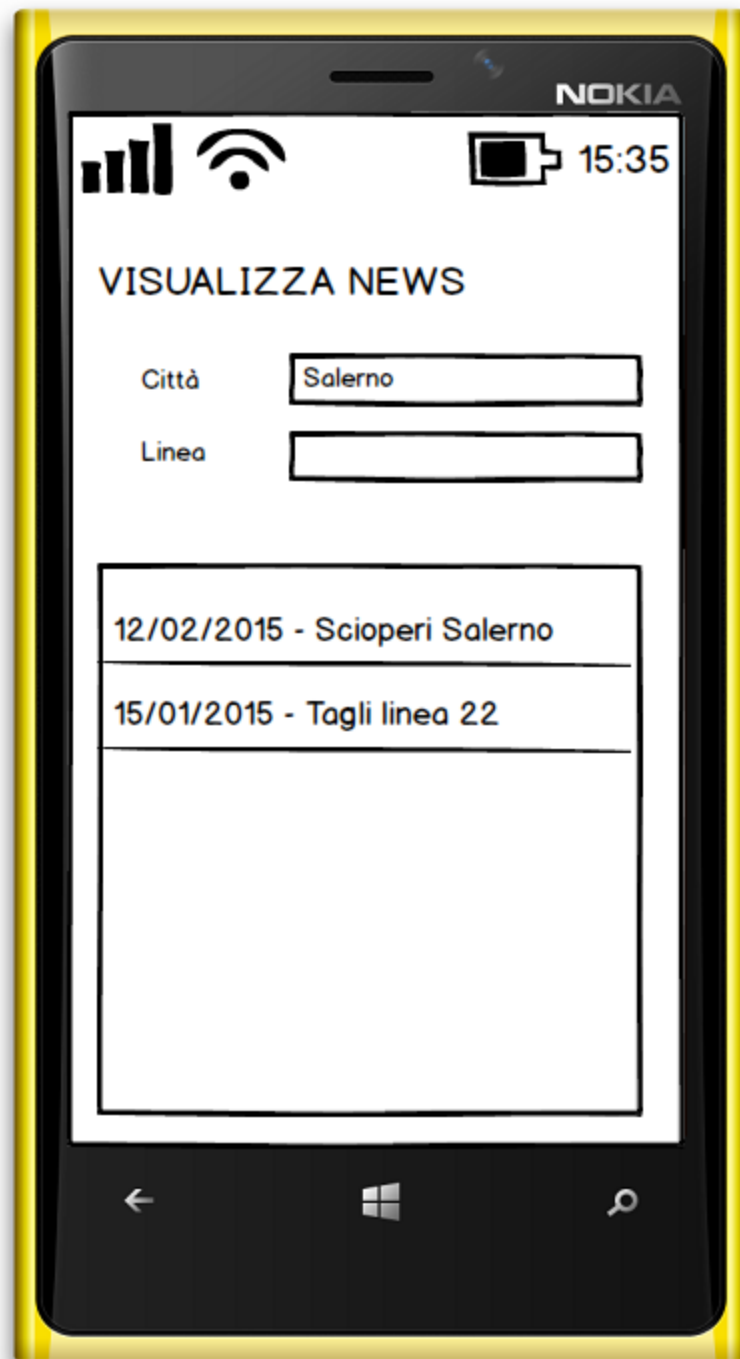 NOKIA
15:35
VISUALIZZA NEWS
Città Salerno
Linea
12/02/2015 - Scioperi Salerno
15/01/2015 - Tagli linea 22